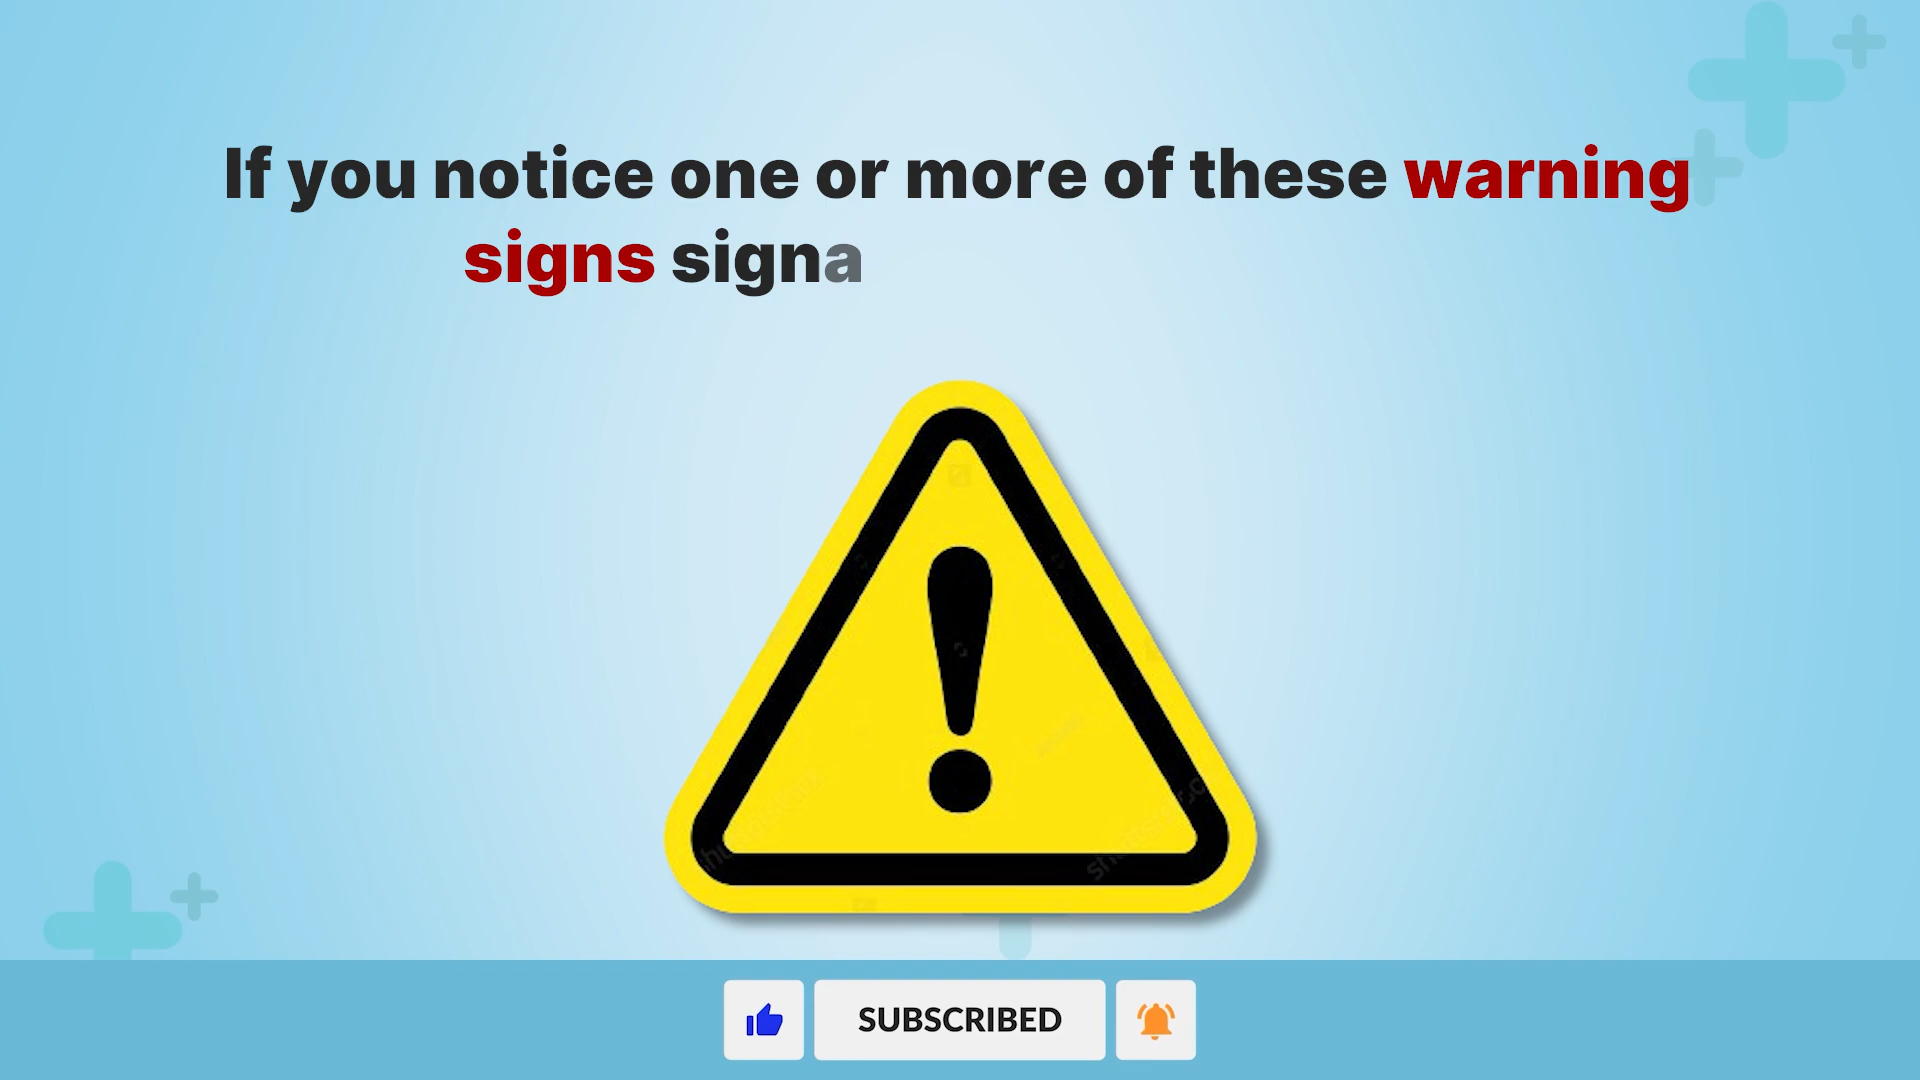 If you notice one or more of these warning
signs signa
SUBSCRIBED